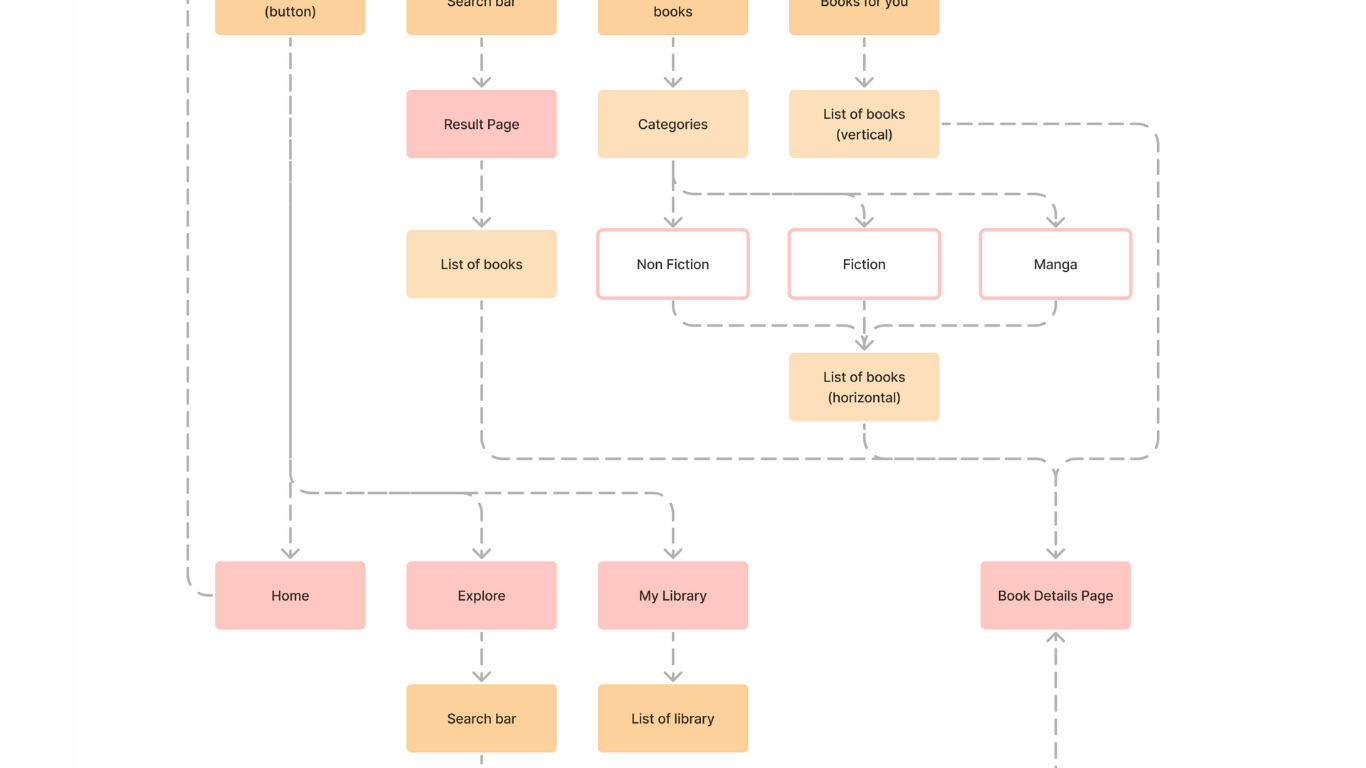 (button)
Search bar
books
Books for you
Result Page
Categories
List of books
(vertical)
List of books
Non Fiction
Fiction
Manga
List of books
(horizontal)
Home
Explore
My Library
Book Details Page
Search bar
List of library